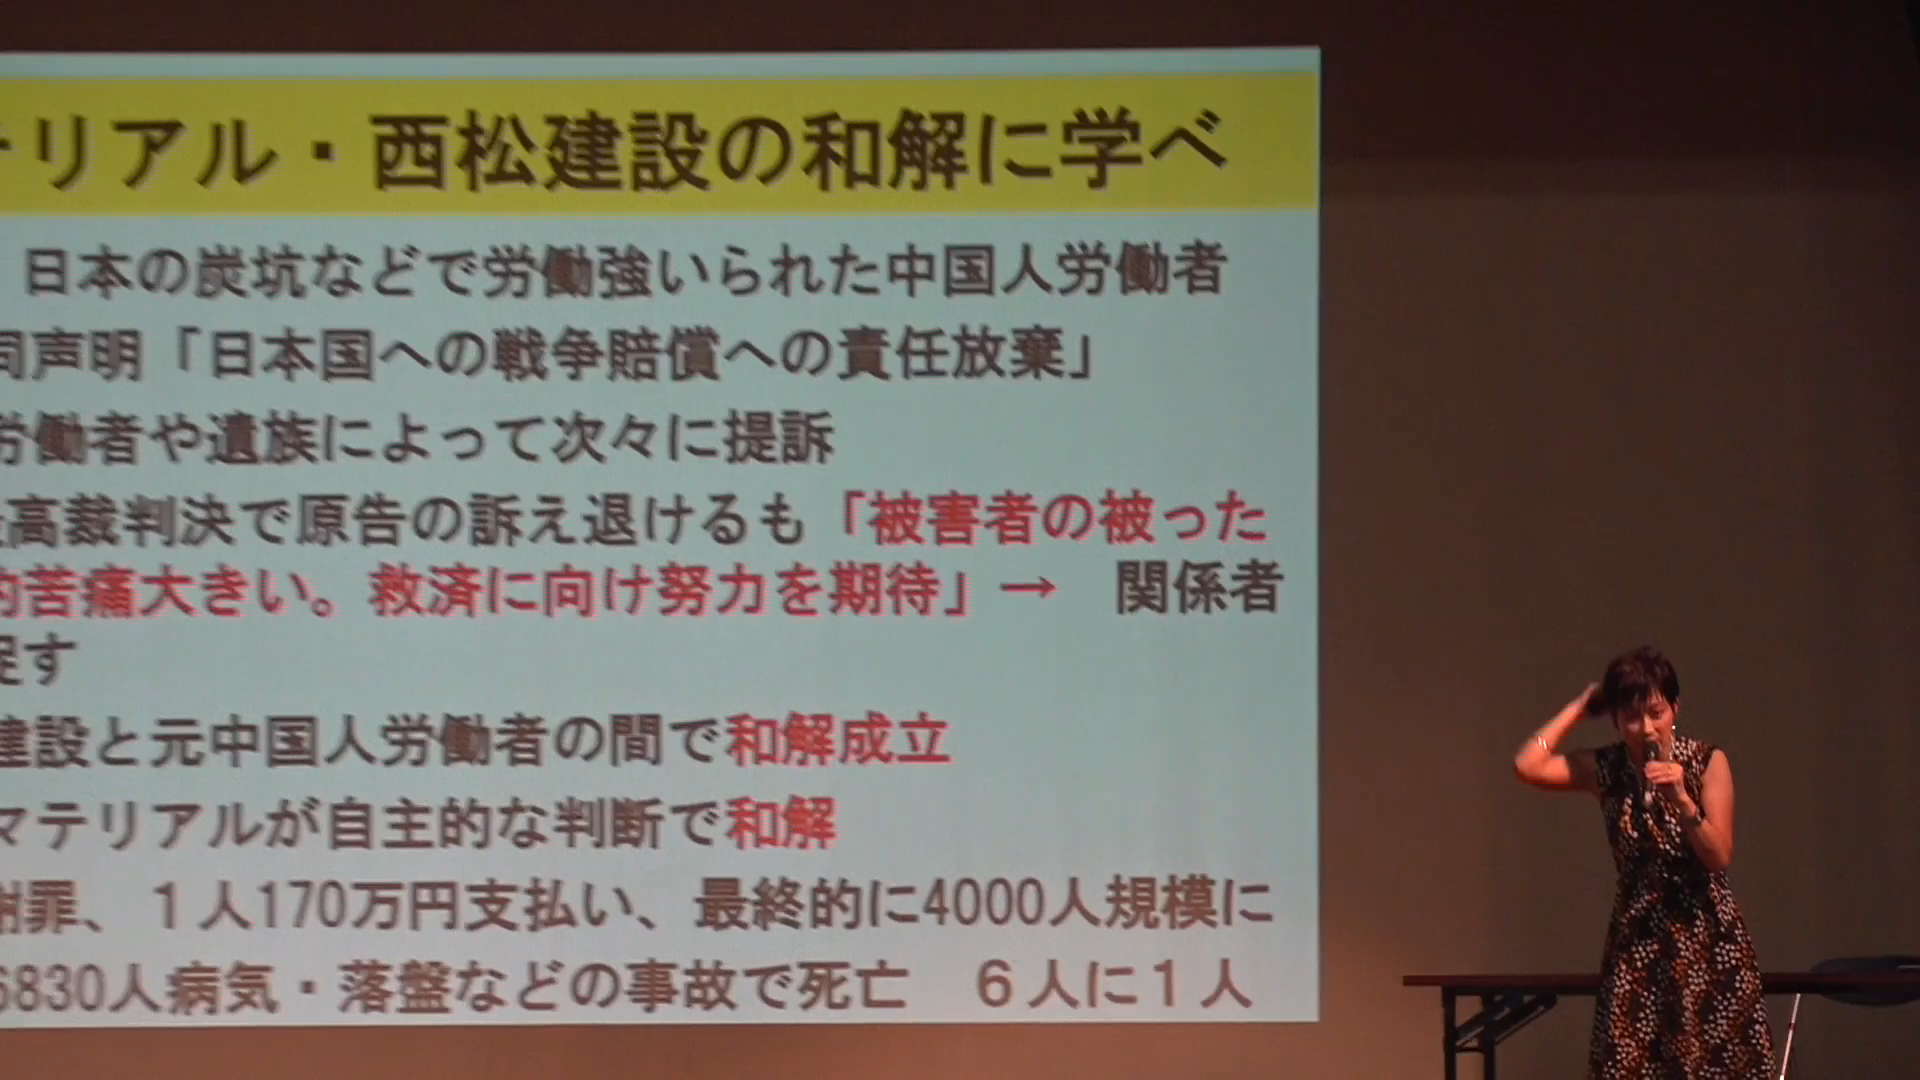 リアル・西松建設の和解に学べ
日本の炭坑などで労働強いられた中国人労働者
同声明「日本国への戦争賠償への責任放棄」
労働者や遺族によって次々に提訴
最高裁判決で原告の訴え退けるも「被害者の被った
的苦痛大きい。救済に向け努力を期待」→　関係者
促す
建設と元中国人労働者の間で和解成立
マテリアルが自主的な判断で和解
謝罪、１人170万円支払い、最終的に4000人規模に
6830人病気・落盤などの事故で死亡　６人に１人